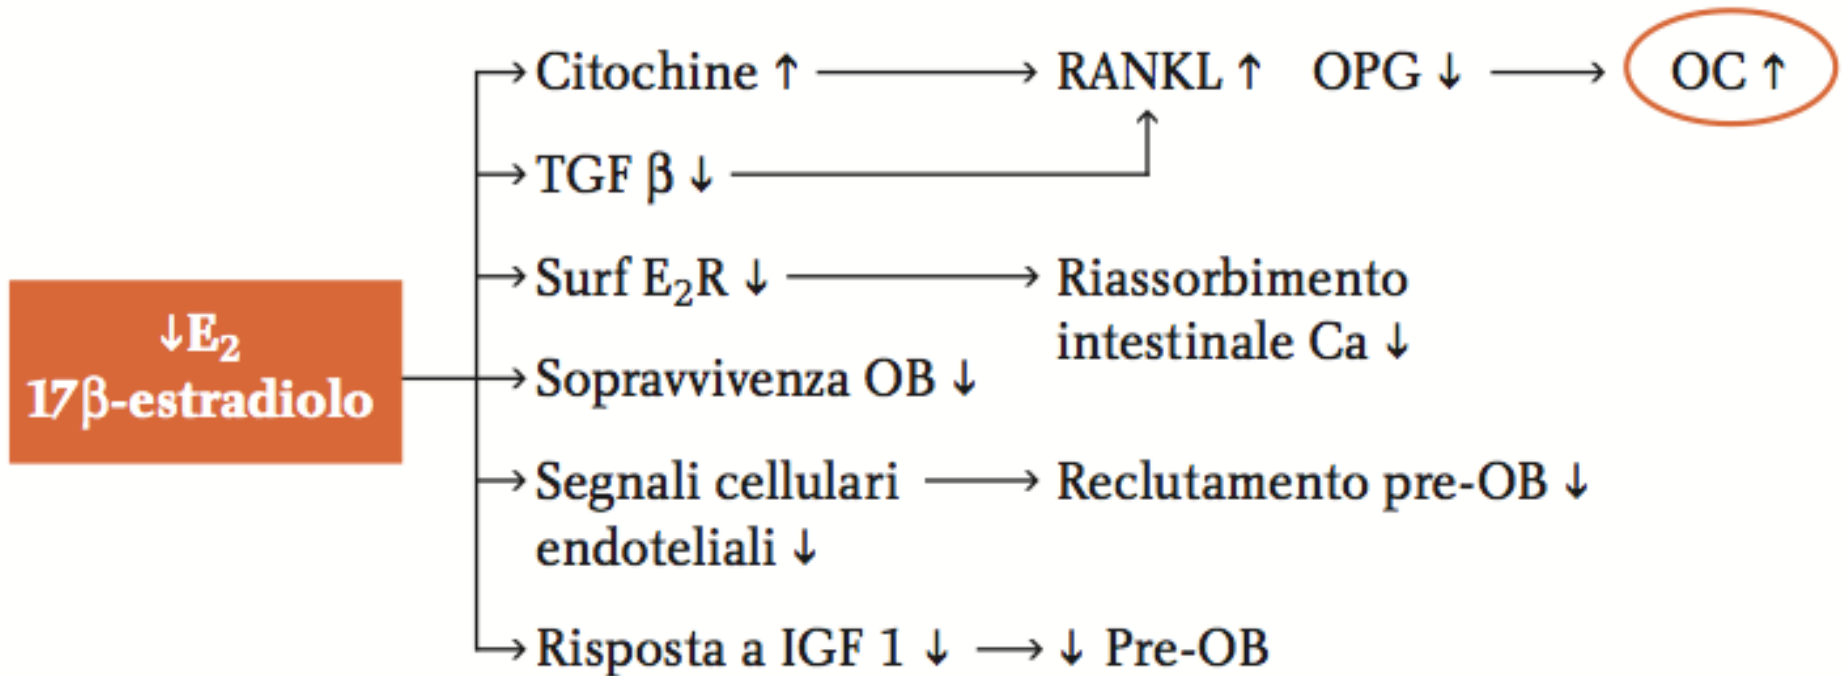 Citochine ↑ → RANKL ↑ OPG ↓ → OC ↑
TGF β ↓
Surf E₂R ↓ → Riassorbimento
intestinale Ca ↓
↓E₂
17β-estradiolo
Sopravvivenza OB ↓
Segnali cellulari → Reclutamento pre-OB ↓
endoteliali ↓
Risposta a IGF 1 ↓ → ↓ Pre-OB